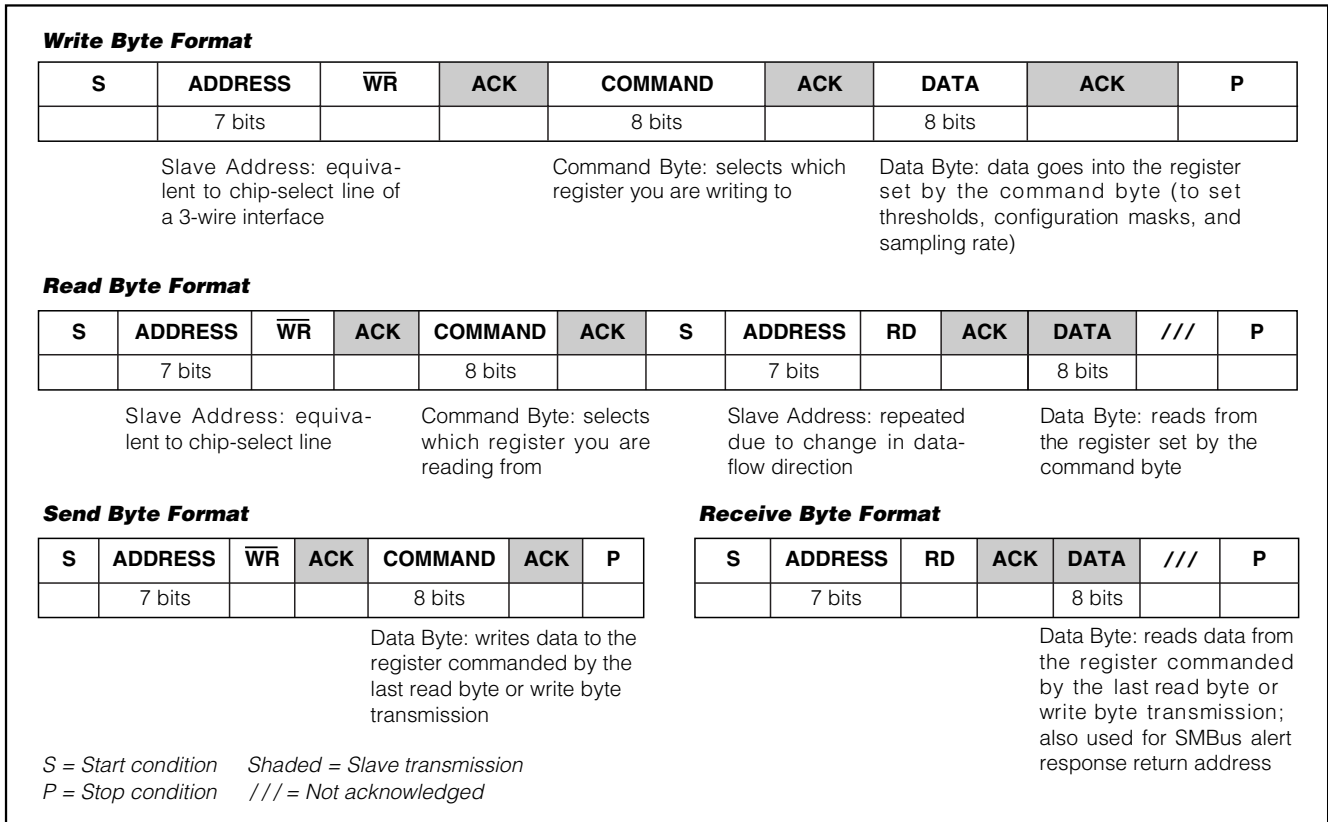 Write Byte Format
S ADDRESS WR ACK COMMAND ACK DATA ACK P
7 bits 8 bits 8 bits
Slave Address: equiva-
lent to chip-select line of
a 3-wire interface
Command Byte: selects which
register you are writing to
Data Byte: data goes into the register
set by the command byte (to set
thresholds, configuration masks, and
sampling rate)
Read Byte Format
S ADDRESS WR ACK COMMAND ACK S ADDRESS RD ACK DATA /// P
7 bits 8 bits 7 bits 8 bits
Slave Address: equiva-
lent to chip-select line
Command Byte: selects
which register you are
reading from
Slave Address: repeated
due to change in data-
flow direction
Data Byte: reads from
the register set by the
command byte
Send Byte Format
S ADDRESS WR ACK COMMAND ACK P
7 bits 8 bits
Data Byte: writes data to the
register commanded by the
last read byte or write byte
transmission
Receive Byte Format
S ADDRESS RD ACK DATA /// P
7 bits 8 bits
Data Byte: reads data from
the register commanded
by the last read byte or
write byte transmission;
also used for SMBus alert
response return address
S = Start condition Shaded = Slave transmission
P = Stop condition /// = Not acknowledged